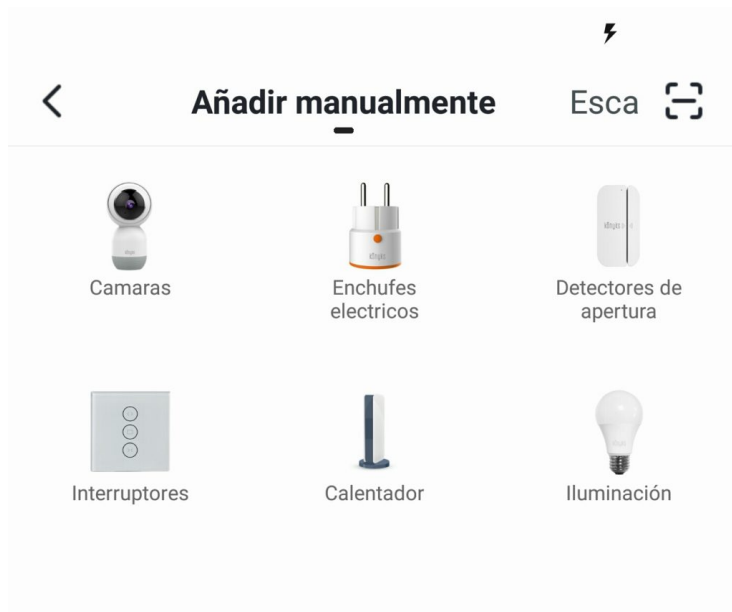 Añadir manualmente
Esca
Camaras
Enchufes
electricos
Detectores de
apertura
Interruptores
Calentador
Iluminación